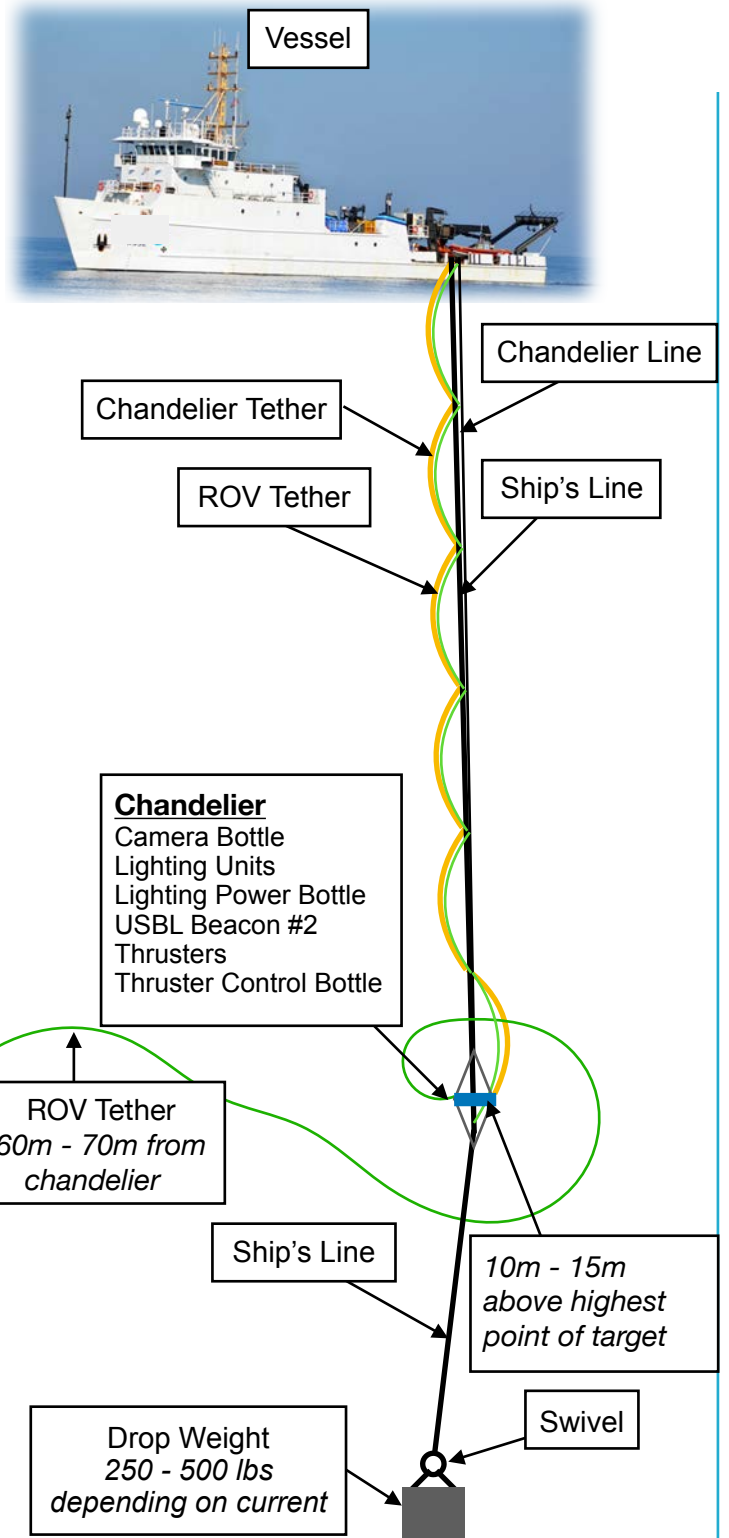 Vessel
Chandelier Line
Chandelier Tether
ROV Tether
Ship's Line
Chandelier
Camera Bottle
Lighting Units
Lighting Power Bottle
USBL Beacon #2
Thrusters
Thruster Control Bottle
ROV Tether
60m - 70m from
chandelier
Ship's Line
10m - 15m
above highest
point of target
Swivel
Drop Weight
250 - 500 lbs
depending on current